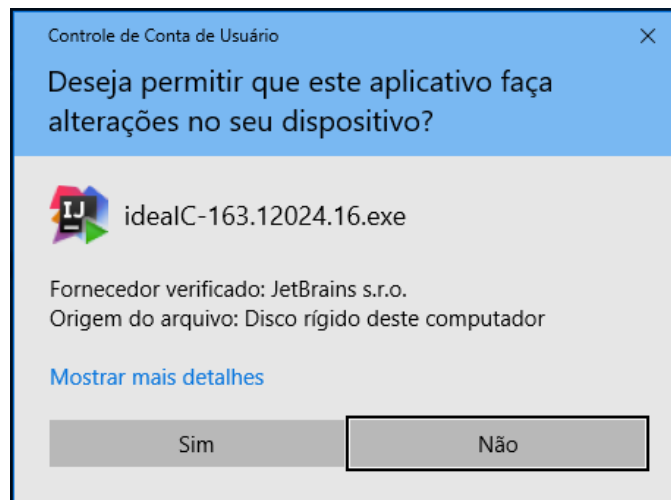 Controle de Conta de Usuário
Deseja permitir que este aplicativo faça
alterações no seu dispositivo?
IJ
ideaIC-163.12024.16.exe
Fornecedor verificado: JetBrains s.r.o.
Origem do arquivo: Disco rígido deste computador
Mostrar mais detalhes
Sim
Não